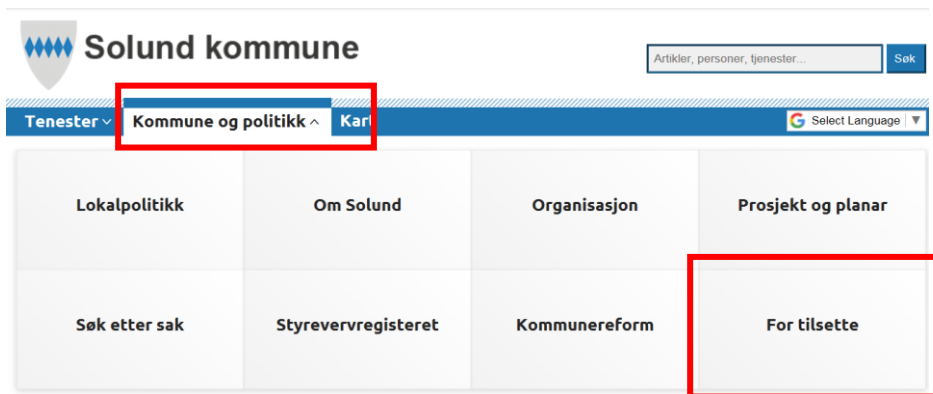 Solund kommune
Artikler, personer, tjenester... Søk
Tenester Kommune og politikk Kart Select Language
Lokalpolitikk Om Solund Organisasjon Prosjekt og planar
Søk etter sak Styrevervregisteret Kommunereform For tilsette